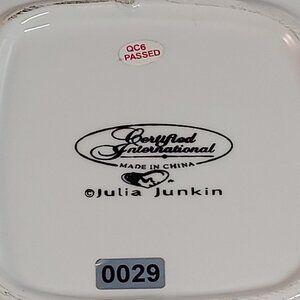 QC6
PASSED
Certified
International
MADE IN CHINA
©Julia Junkin
0029